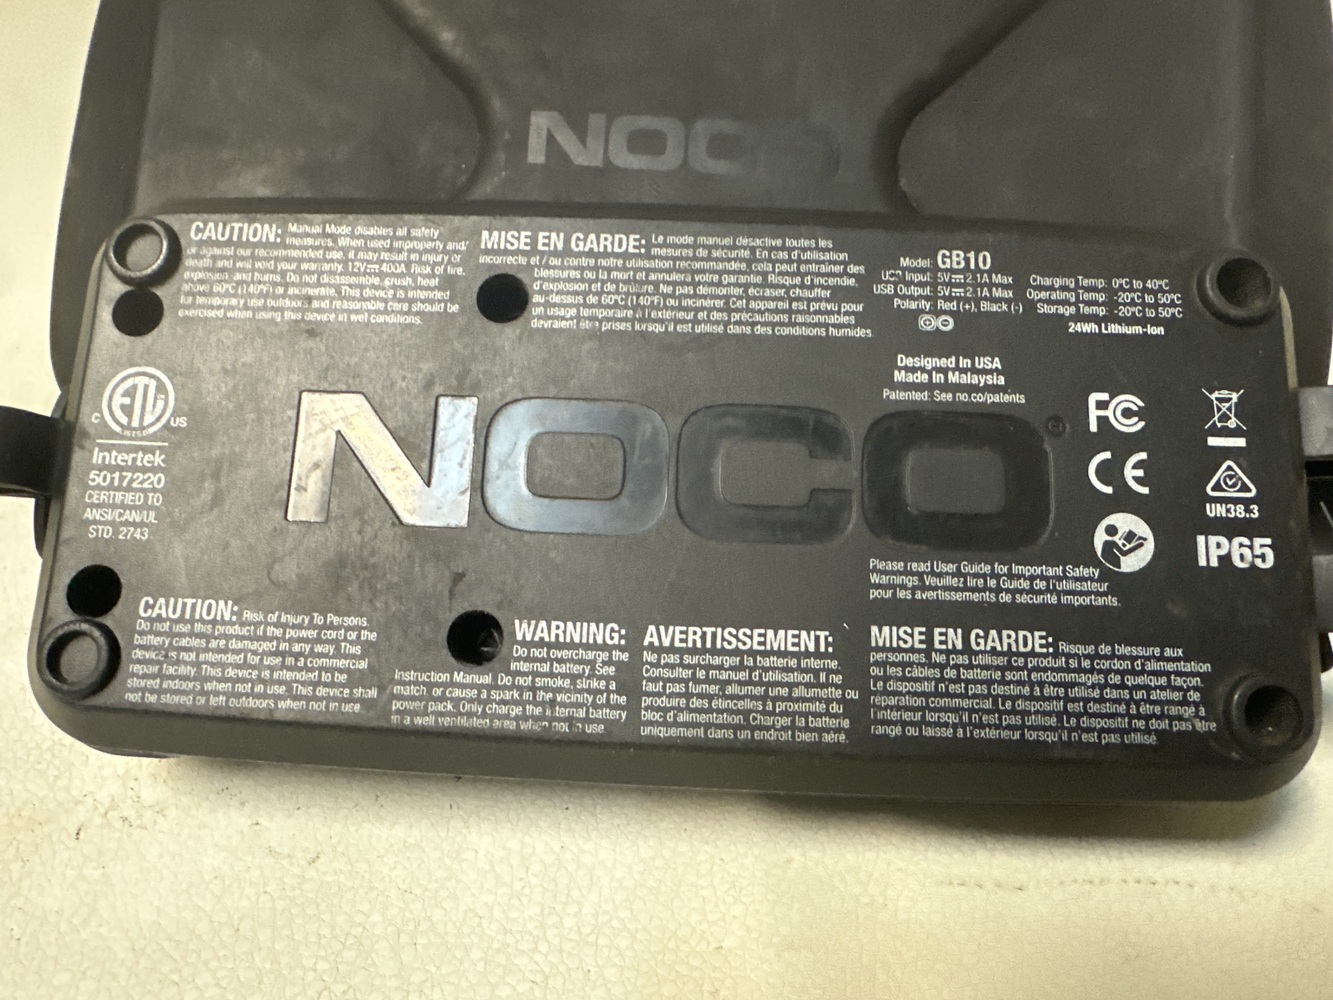 NOCO
CAUTION: Manual Mode disables all safety
measures. When used improperly and/
or against our recommended use, it may result in injury or
death and will void your warranty. 12V⎓400A. Risk of fire,
explosion, and burns. Do not disassemble, crush, heat
above 60°C (140°F) or incinerate. This device is intended
for temporary use outdoors and reasonable care should be
exercised when using this device in wet conditions.
MISE EN GARDE: Le mode manuel désactive toutes les
mesures de sécurité. En cas d'utilisation
incorrecte et / ou contre notre utilisation recommandée, cela peut entraîner des
blessures ou la mort et annulera votre garantie. Risque d'incendie,
d'explosion et de brûlure. Ne pas démonter, écraser, chauffer
au-dessus de 60°C (140°F) ou incinérer. Cet appareil est prévu pour
un usage temporaire à l'extérieur et des précautions raisonnables
devraient être prises lorsqu'il est utilisé dans des conditions humides.
Model: GB10
USB Input: 5V⎓2.1A Max
USB Output: 5V⎓2.1A Max
Polarity: Red (+), Black (-)
Charging Temp: 0°C to 40°C
Operating Temp: -20°C to 50°C
Storage Temp: -20°C to 50°C
24Wh Lithium-Ion
Designed In USA
Made In Malaysia
Patented: See no.co/patents
C ETL US
LISTED
Intertek
5017220
CERTIFIED TO
ANSI/CAN/UL
STD. 2743
NOCO®
FC
CE
UN38.3
IP65
Please read User Guide for Important Safety
Warnings. Veuillez lire le Guide de l'utilisateur
pour les avertissements de sécurité importants.
CAUTION: Risk of Injury To Persons.
Do not use this product if the power cord or the
battery cables are damaged in any way. This
device is not intended for use in a commercial
repair facility. This device is intended to be
stored indoors when not in use. This device shall
not be stored or left outdoors when not in use.
WARNING:
Do not overcharge the
internal battery. See
Instruction Manual. Do not smoke, strike a
match, or cause a spark in the vicinity of the
power pack. Only charge the internal battery
in a well ventilated area when not in use.
AVERTISSEMENT:
Ne pas surcharger la batterie interne.
Consulter le manuel d'utilisation. Il ne
faut pas fumer, allumer une allumette ou
produire des étincelles à proximité du
bloc d'alimentation. Charger la batterie
uniquement dans un endroit bien aéré.
MISE EN GARDE: Risque de blessure aux
personnes. Ne pas utiliser ce produit si le cordon d'alimentation
ou les câbles de batterie sont endommagés de quelque façon.
Le dispositif n'est pas destiné à être utilisé dans un atelier de
réparation commercial. Le dispositif est destiné à être rangé à
l'intérieur lorsqu'il n'est pas utilisé. Le dispositif ne doit pas être
rangé ou laissé à l'extérieur lorsqu'il n'est pas utilisé.